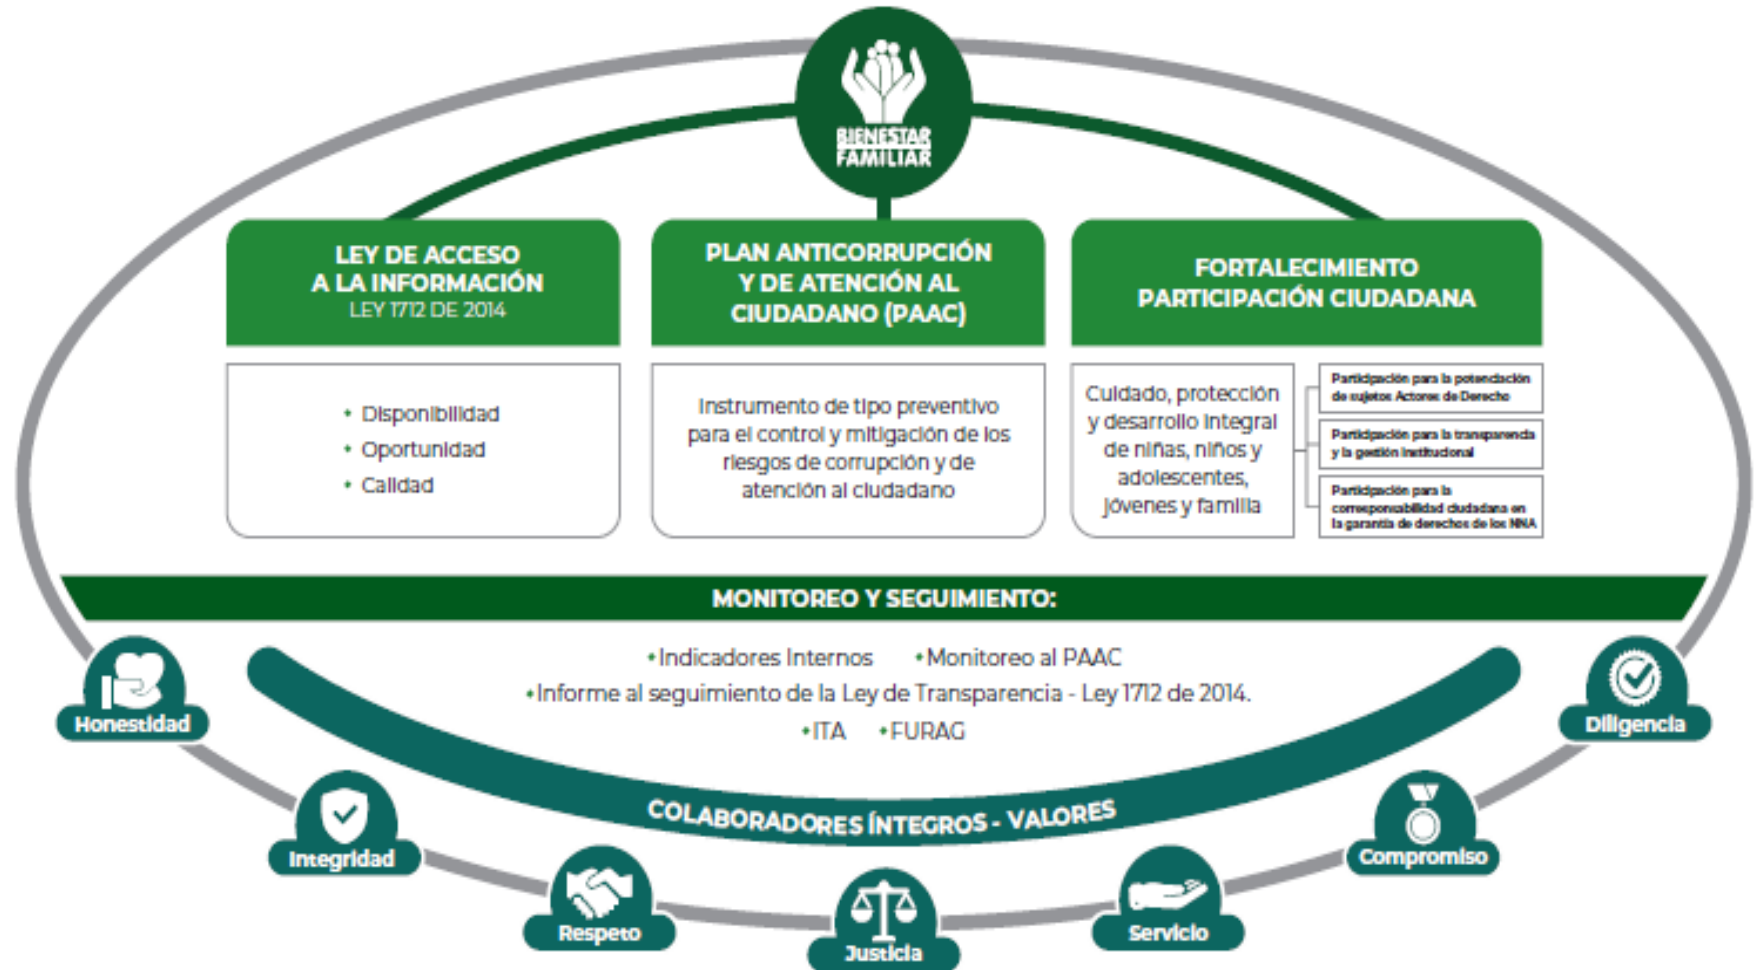 BIENESTAR
FAMILIAR
LEY DE ACCESO
A LA INFORMACIÓN
LEY 1712 DE 2014
• Disponibilidad
• Oportunidad
• Calidad
PLAN ANTICORRUPCIÓN
Y DE ATENCIÓN AL
CIUDADANO (PAAC)
Instrumento de tipo preventivo
para el control y mitigación de los
riesgos de corrupción y de
atención al ciudadano
FORTALECIMIENTO
PARTICIPACIÓN CIUDADANA
Cuidado, protección
y desarrollo integral
de niñas, niños y
adolescentes,
jóvenes y familia
Participación para la potenciación
de sujetos Actores de Derecho
Participación para la transparencia
y la gestión institucional
Participación para la
corresponsabilidad ciudadana en
la garantía de derechos de los NNA
MONITOREO Y SEGUIMIENTO:
•Indicadores Internos •Monitoreo al PAAC
•Informe al seguimiento de la Ley de Transparencia - Ley 1712 de 2014.
•ITA •FURAG
COLABORADORES ÍNTEGROS - VALORES
Honestidad
Integridad
Respeto
Justicia
Servicio
Compromiso
Diligencia